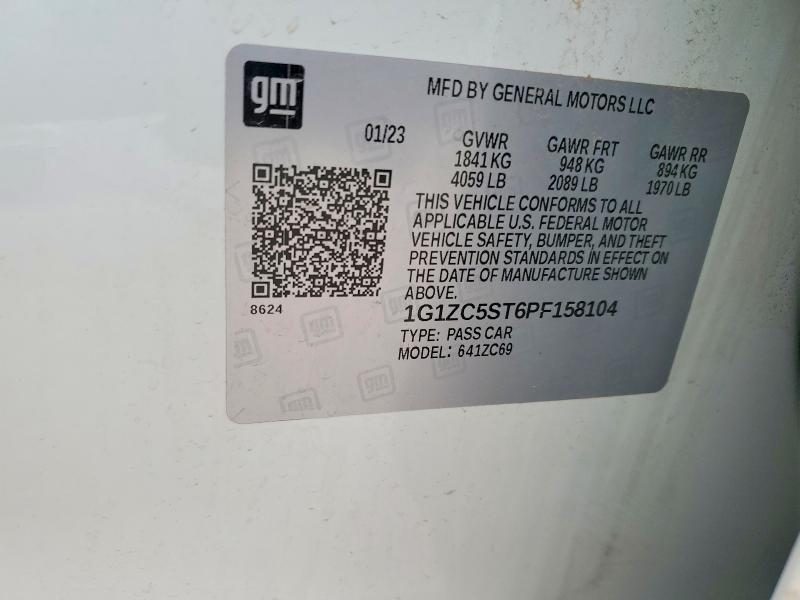 gm
MFD BY GENERAL MOTORS LLC
01/23
GVWR
1841 KG
4059 LB
GAWR FRT
948 KG
2089 LB
GAWR RR
894 KG
1970 LB
THIS VEHICLE CONFORMS TO ALL
APPLICABLE U.S. FEDERAL MOTOR
VEHICLE SAFETY, BUMPER, AND THEFT
PREVENTION STANDARDS IN EFFECT ON
THE DATE OF MANUFACTURE SHOWN
ABOVE.
8624
1G1ZC5ST6PF158104
TYPE: PASS CAR
MODEL: 641ZC69